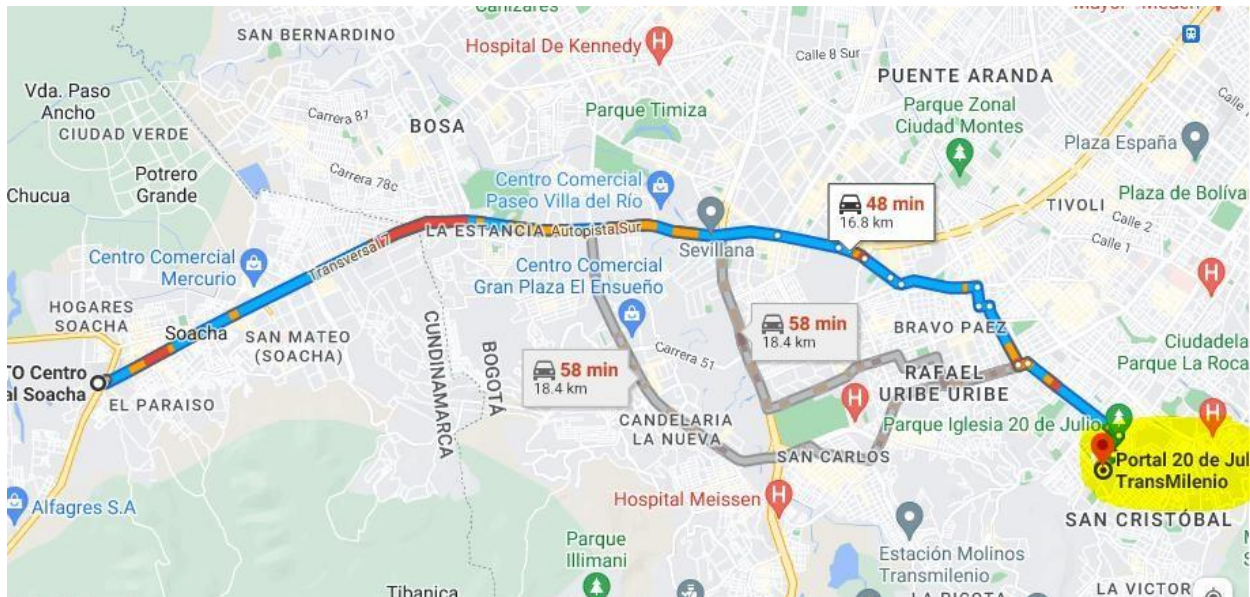 Canizares
SAN BERNARDINO
Hospital De Kennedy
Calle 8 Sur
PUENTE ARANDA
Vda. Paso
Ancho
CIUDAD VERDE
Carrera 81
BOSA
Parque Timiza
Parque Zonal
Ciudad Montes
Plaza España
Potrero
Grande
Chucua
Carrera 78c
Centro Comercial
Paseo Villa del Río
48 min
16.8 km
TIVOLI
Plaza de Bolíva
Calle 2
Calle 1
LA ESTANCIA
Autopista Sur
Sevillana
Centro Comercial
Mercurio
Transversal 7
Centro Comercial
Gran Plaza El Ensueño
HOGARES
SOACHA
Soacha
SAN MATEO
(SOACHA)
CUNDINAMARCA
BOGOTÁ
58 min
18.4 km
Carrera 51
58 min
18.4 km
BRAVO PAEZ
Ciudadela
Parque La Roca
TO Centro
al Soacha
EL PARAISO
RAFAEL
URIBE URIBE
CANDELARIA
LA NUEVA
Parque Iglesia 20 de Julio
SAN CARLOS
Portal 20 de Jul
TransMilenio
Hospital Meissen
SAN CRISTÓBAL
Alfagres S.A
Parque
Illimani
Estación Molinos
Transmilenio
Tibanica
LA VICTOR